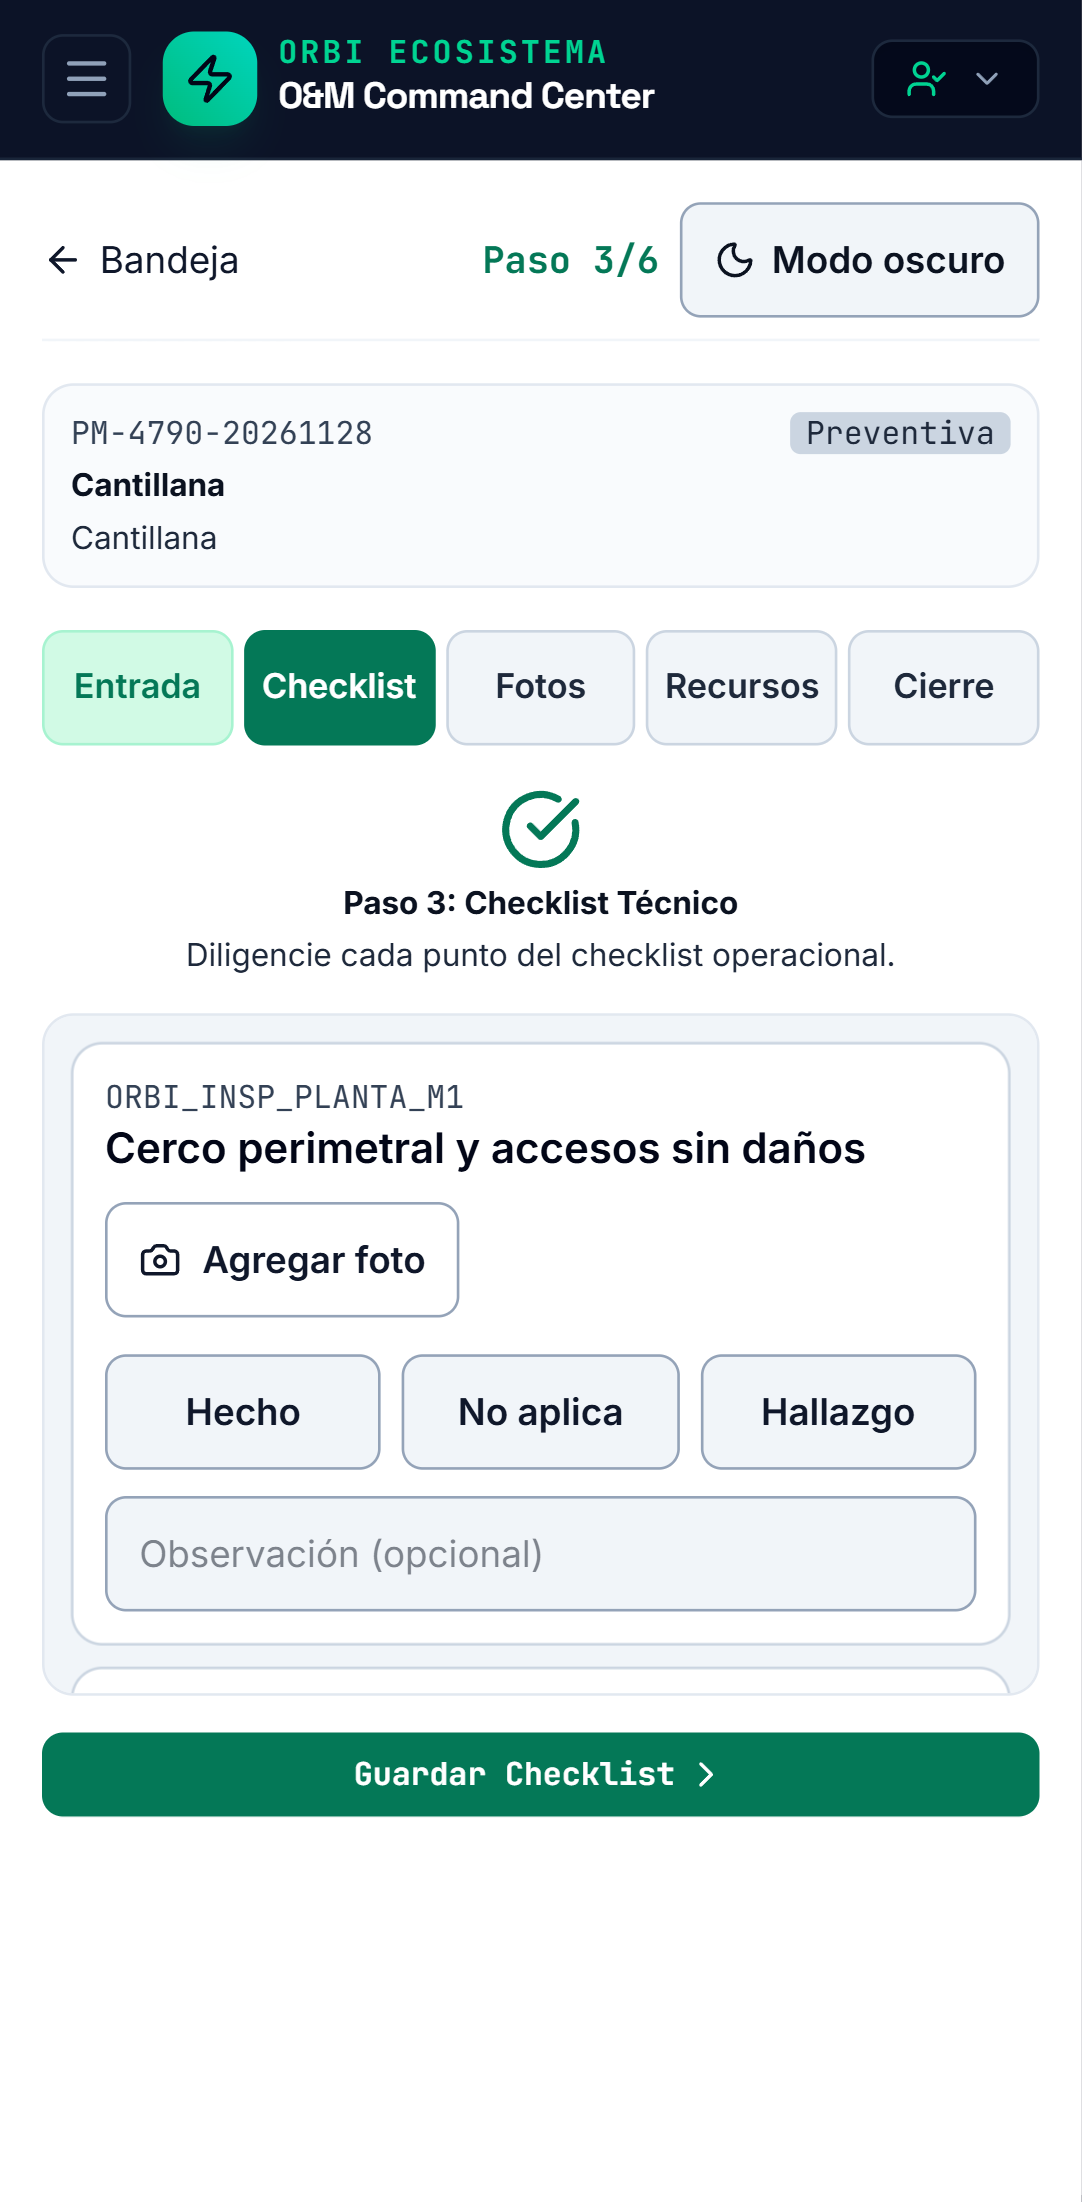 ORBI ECOSISTEMA
O&M Command Center
Bandeja
Paso 3/6
Modo oscuro
PM-4790-20261128
Preventiva
Cantillana
Cantillana
Entrada
Checklist
Fotos
Recursos
Cierre
Paso 3: Checklist Técnico
Diligencie cada punto del checklist operacional.
ORBI_INSP_PLANTA_M1
Cerco perimetral y accesos sin daños
Agregar foto
Hecho
No aplica
Hallazgo
Observación (opcional)
Guardar Checklist